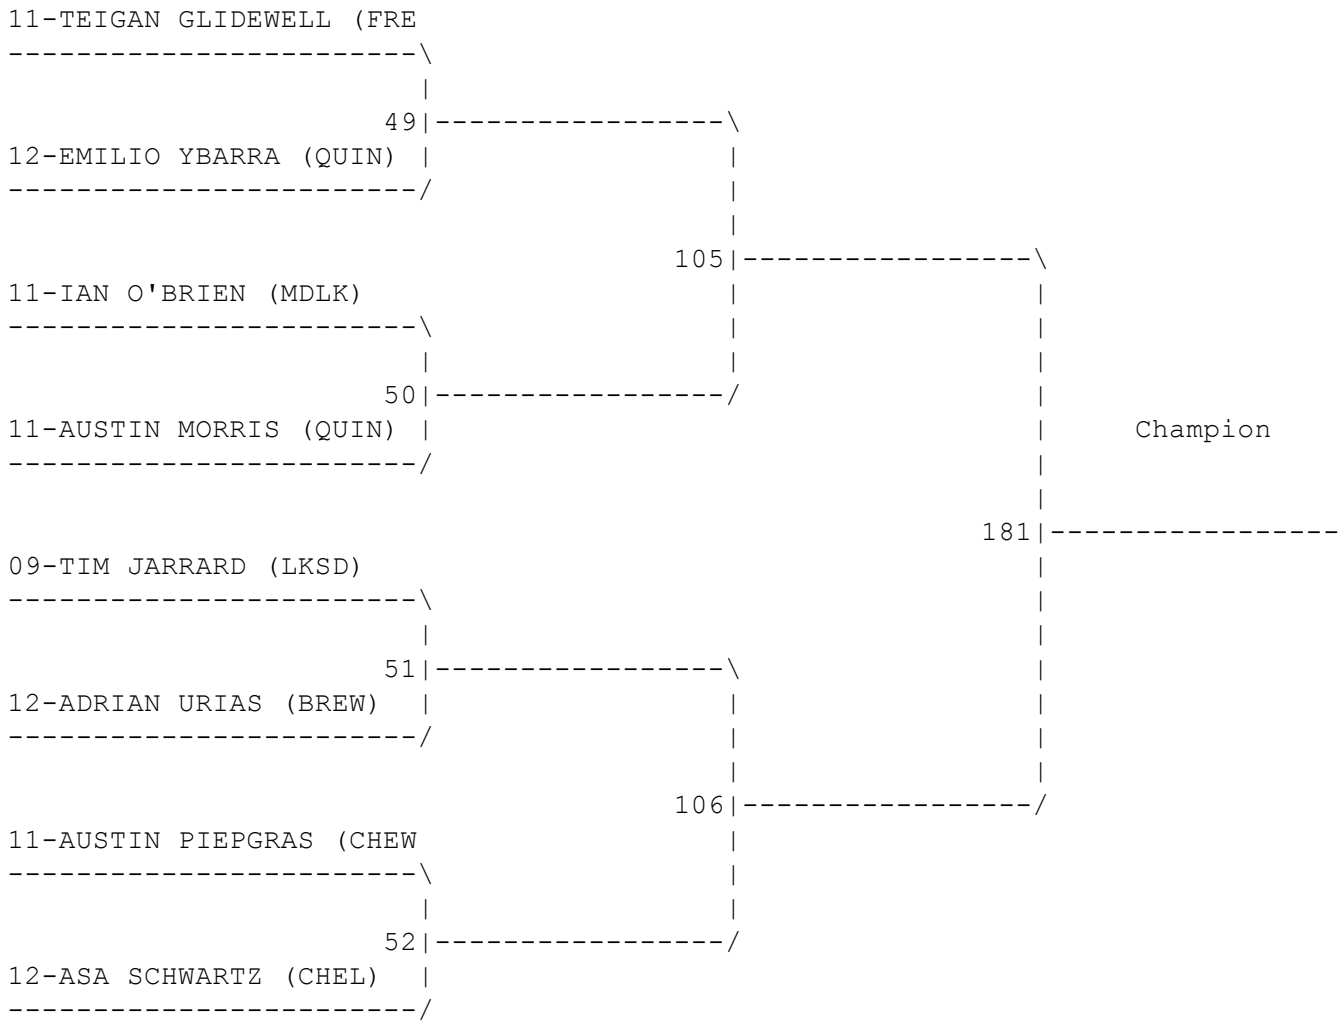 11-TEIGAN GLIDEWELL (FRE
------------------------\
|
49|-----------------\
12-EMILIO YBARRA (QUIN) | |
------------------------/ |
|
105|-----------------\
11-IAN O'BRIEN (MDLK) | |
------------------------\ | |
| | |
50|-----------------/ |
11-AUSTIN MORRIS (QUIN) | | Champion
------------------------/ |
|
181|-----------------
09-TIM JARRARD (LKSD) |
------------------------\ |
| |
51|-----------------\ |
12-ADRIAN URIAS (BREW) | | |
------------------------/ | |
| |
106|-----------------/
11-AUSTIN PIEPGRAS (CHEW |
------------------------\ |
| |
52|-----------------/
12-ASA SCHWARTZ (CHEL) |
------------------------/